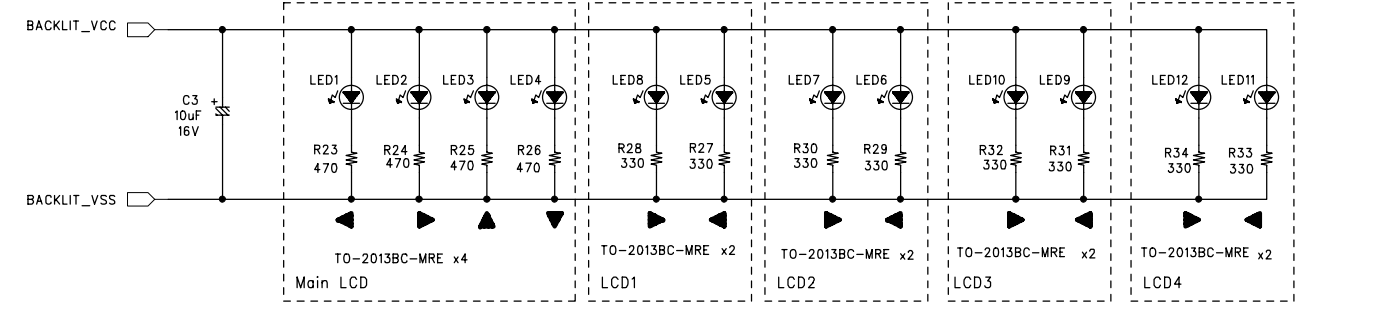 BACKLIT_VCC
LED1 LED2 LED3 LED4 LED8 LED5 LED7 LED6 LED10 LED9 LED12 LED11
C3 +
10uF
16V
R23 R24 R25 R26 R28 R27 R30 R29 R32 R31 R34 R33
470 470 470 470 330 330 330 330 330 330 330 330
BACKLIT_VSS
TO-2013BC-MRE x4 TO-2013BC-MRE x2 TO-2013BC-MRE x2 TO-2013BC-MRE x2 TO-2013BC-MRE x2
Main LCD LCD1 LCD2 LCD3 LCD4